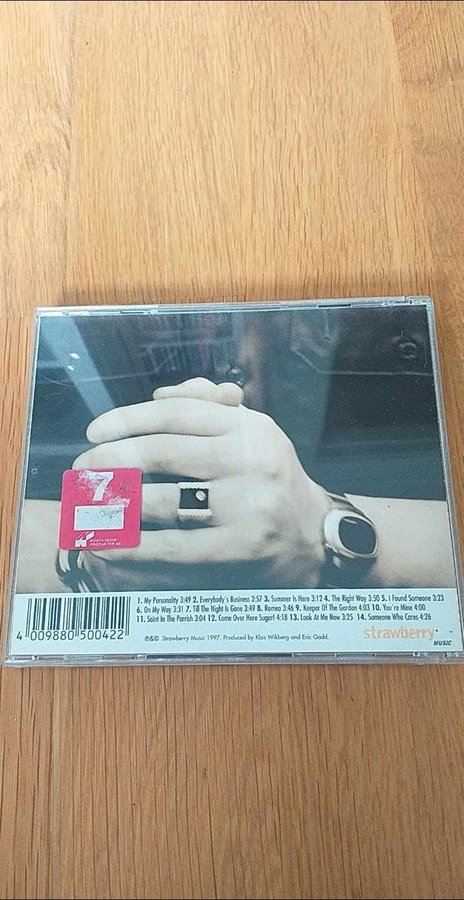 7
KOSTA MUSIK
PRODUKTER AB
1. My Personality 3:49 2. Everybody's Business 3:57 3. Summer Is Here 3:12 4. The Right Way 3:50 5. I Found Someone 3:23
6. On My Way 3:31 7. Till The Night Is Gone 3:49 8. Romeo 3:46 9. Keeper Of The Garden 4:03 10. You're Mine 4:00
11. Saint In The Parrish 3:04 12. Come Over Here Sugar! 4:18 13. Look At Me Now 3:25 14. Someone Who Cares 4:26
4 009880 500422
℗&© Strawberry Music 1997. Produced by Klas Wikberg and Eric Gadd.
strawberry
MUSIC